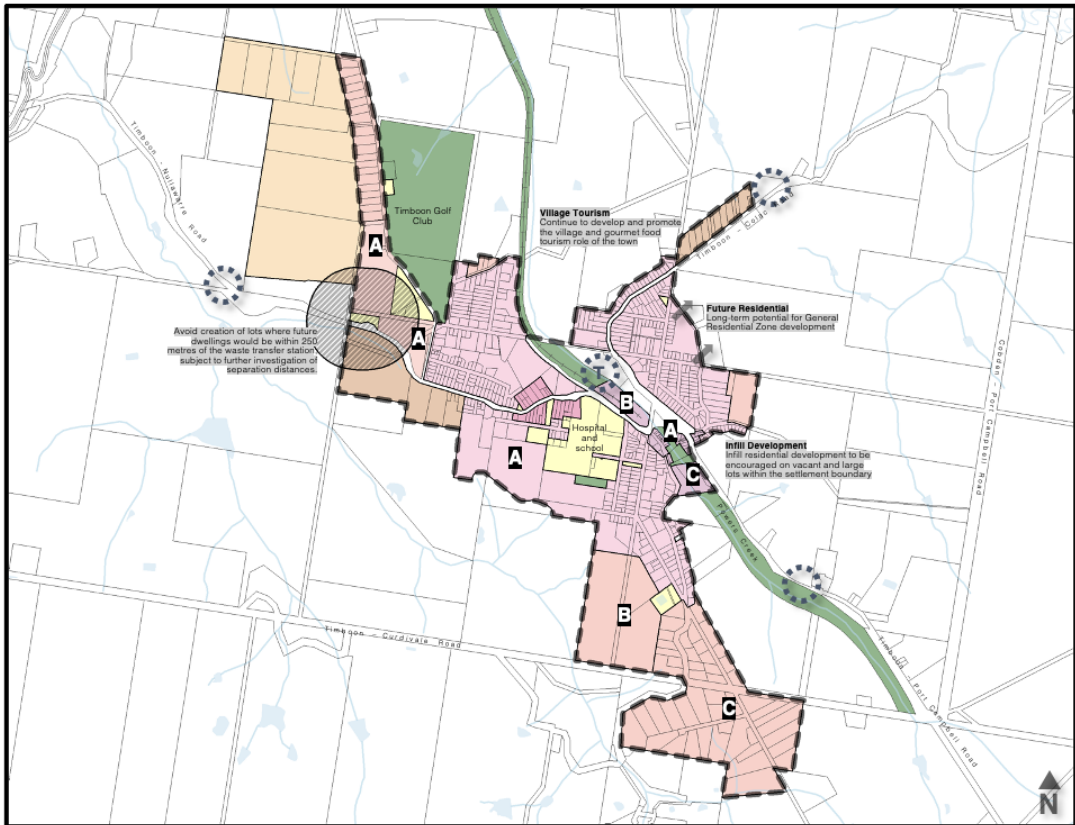 Timboon - Nullawarre Road
Timboon Golf
Club
A
Village Tourism
Continue to develop and promote
the village and gourmet food
tourism role of the town
Timboon - Colac Road
Future Residential
Long-term potential for General
Residential Zone development
Avoid creation of lots where future
dwellings would be within 250
metres of the waste transfer station
subject to further investigation of
separation distances.
A
T
B
A
Hospital
and
school
A
Infill Development
Infill residential development to be
encouraged on vacant and large
lots within the settlement boundary
C
Cobden - Port Campbell Road
Powers Creek
B
Timboon - Curdievale Road
Timboon - Port Campbell Road
C
N